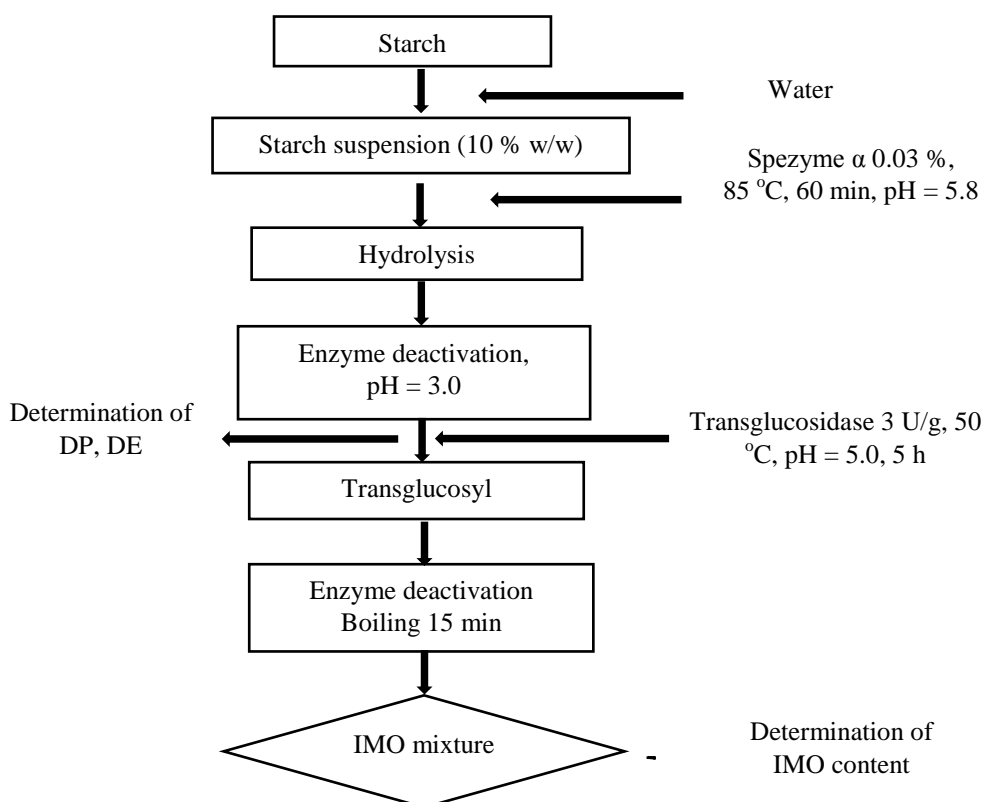 Starch
Water
Starch suspension (10 % w/w)
Spezyme α 0.03 %,
85 °C, 60 min, pH = 5.8
Hydrolysis
Enzyme deactivation,
pH = 3.0
Determination of
DP, DE
Transglucosidase 3 U/g, 50
°C, pH = 5.0, 5 h
Transglucosyl
Enzyme deactivation
Boiling 15 min
IMO mixture
Determination of
IMO content